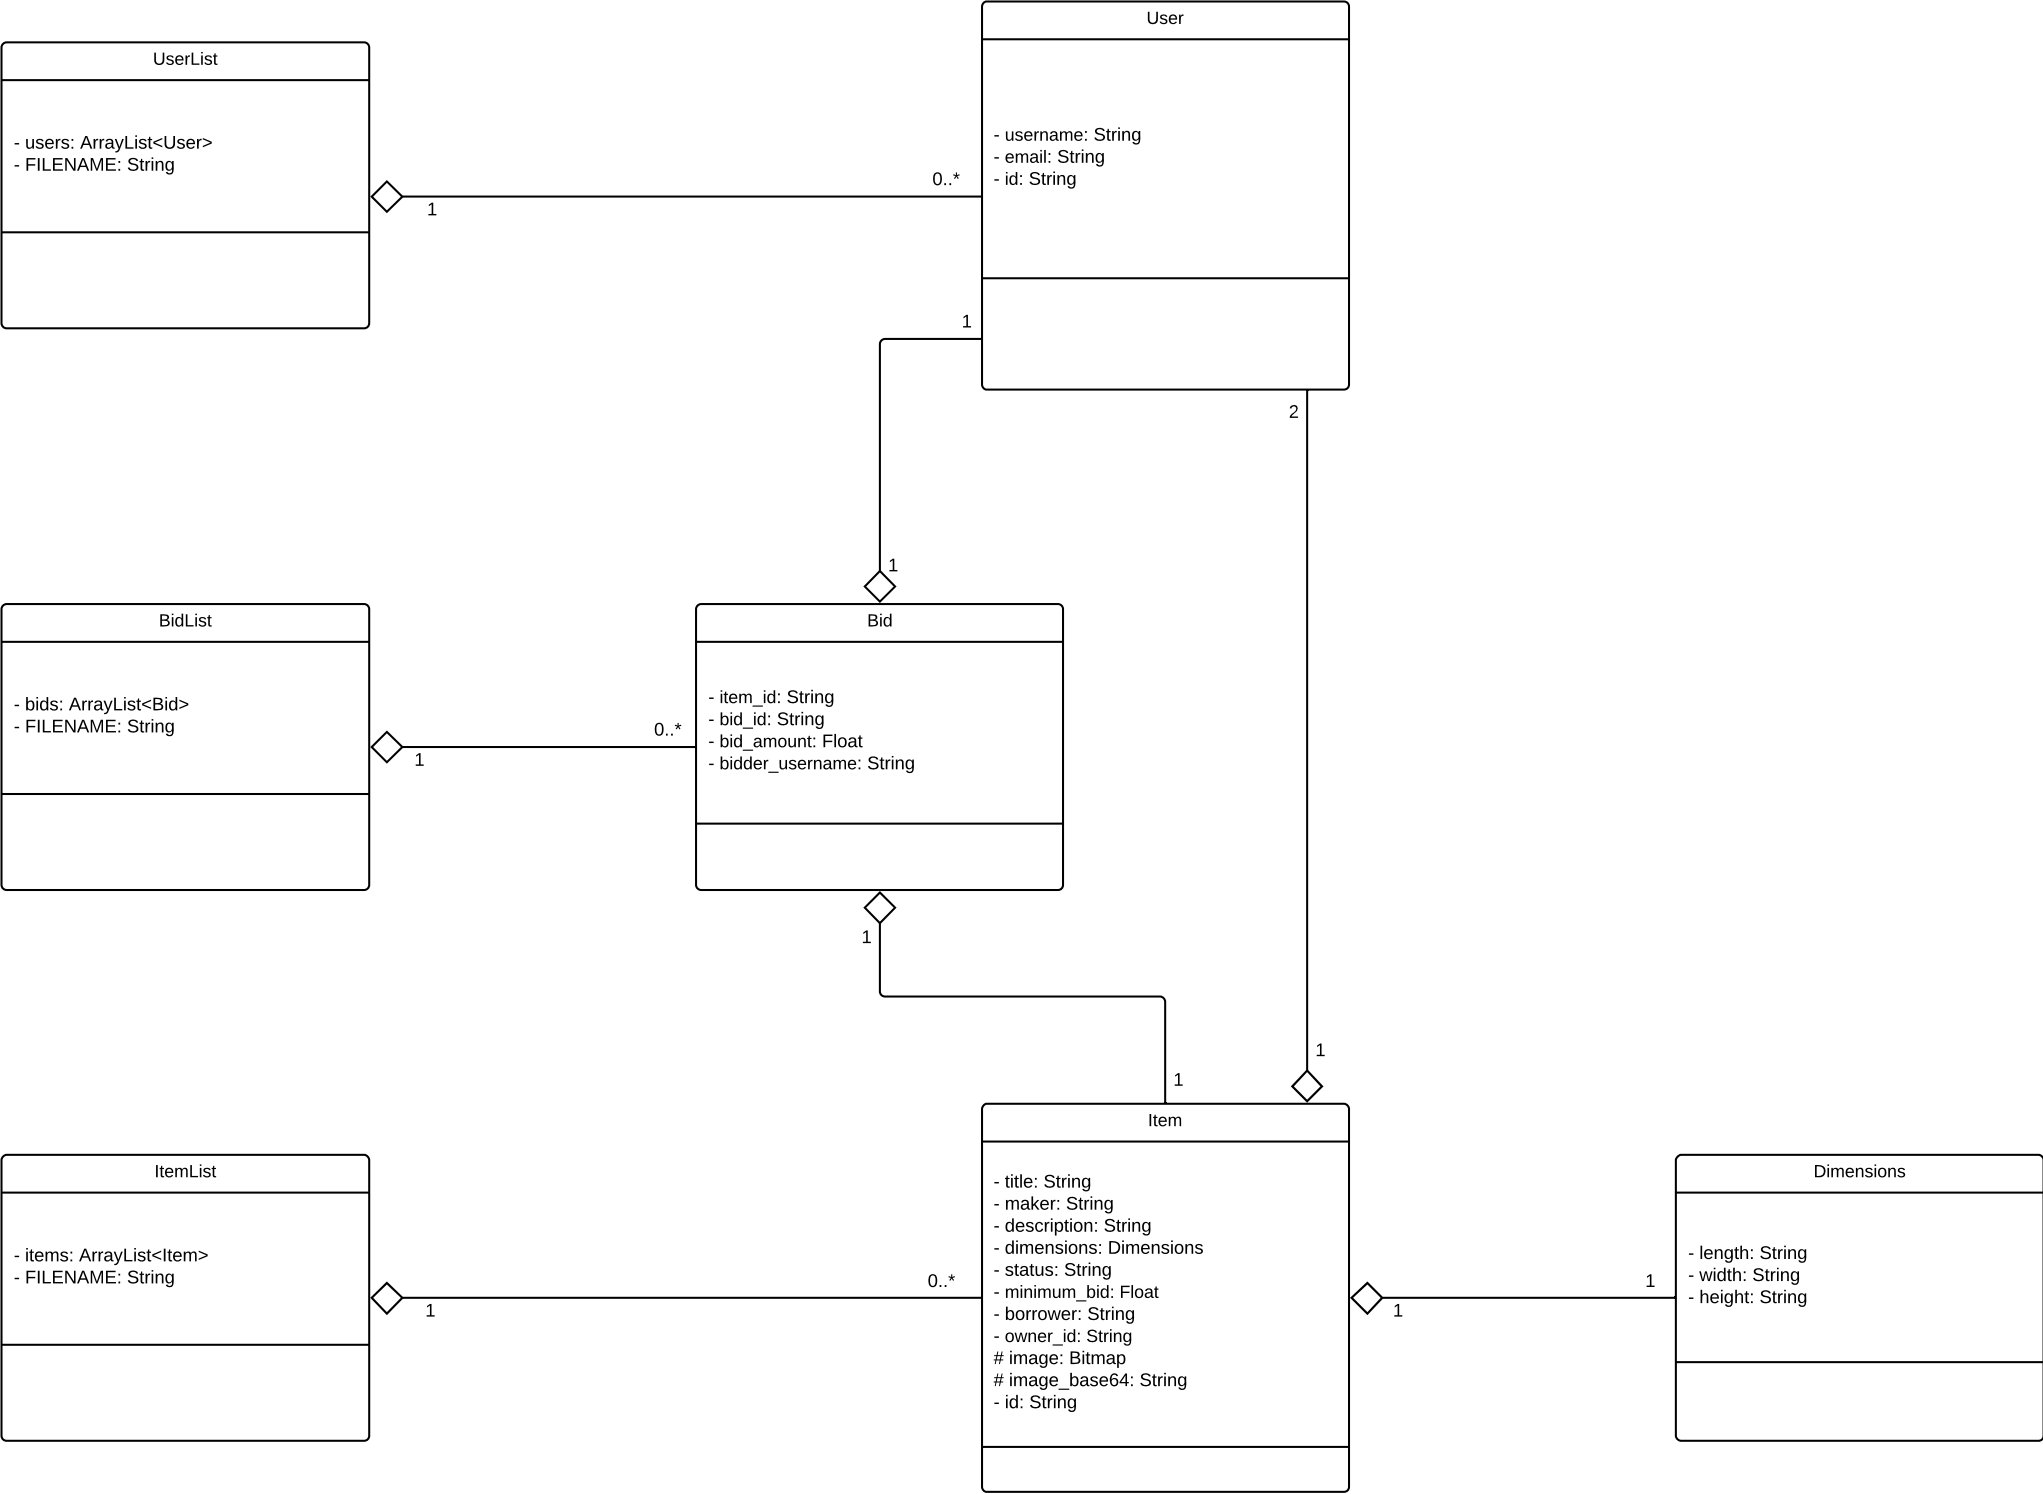 User
- username: String
- email: String
- id: String
UserList
- users: ArrayList<User>
- FILENAME: String
1
0..*
1
1
2
1
BidList
- bids: ArrayList<Bid>
- FILENAME: String
1
0..*
Bid
- item_id: String
- bid_id: String
- bid_amount: Float
- bidder_username: String
1
1
ItemList
- items: ArrayList<Item>
- FILENAME: String
1
0..*
Item
- title: String
- maker: String
- description: String
- dimensions: Dimensions
- status: String
- minimum_bid: Float
- borrower: String
- owner_id: String
# image: Bitmap
# image_base64: String
- id: String
1
1
Dimensions
- length: String
- width: String
- height: String